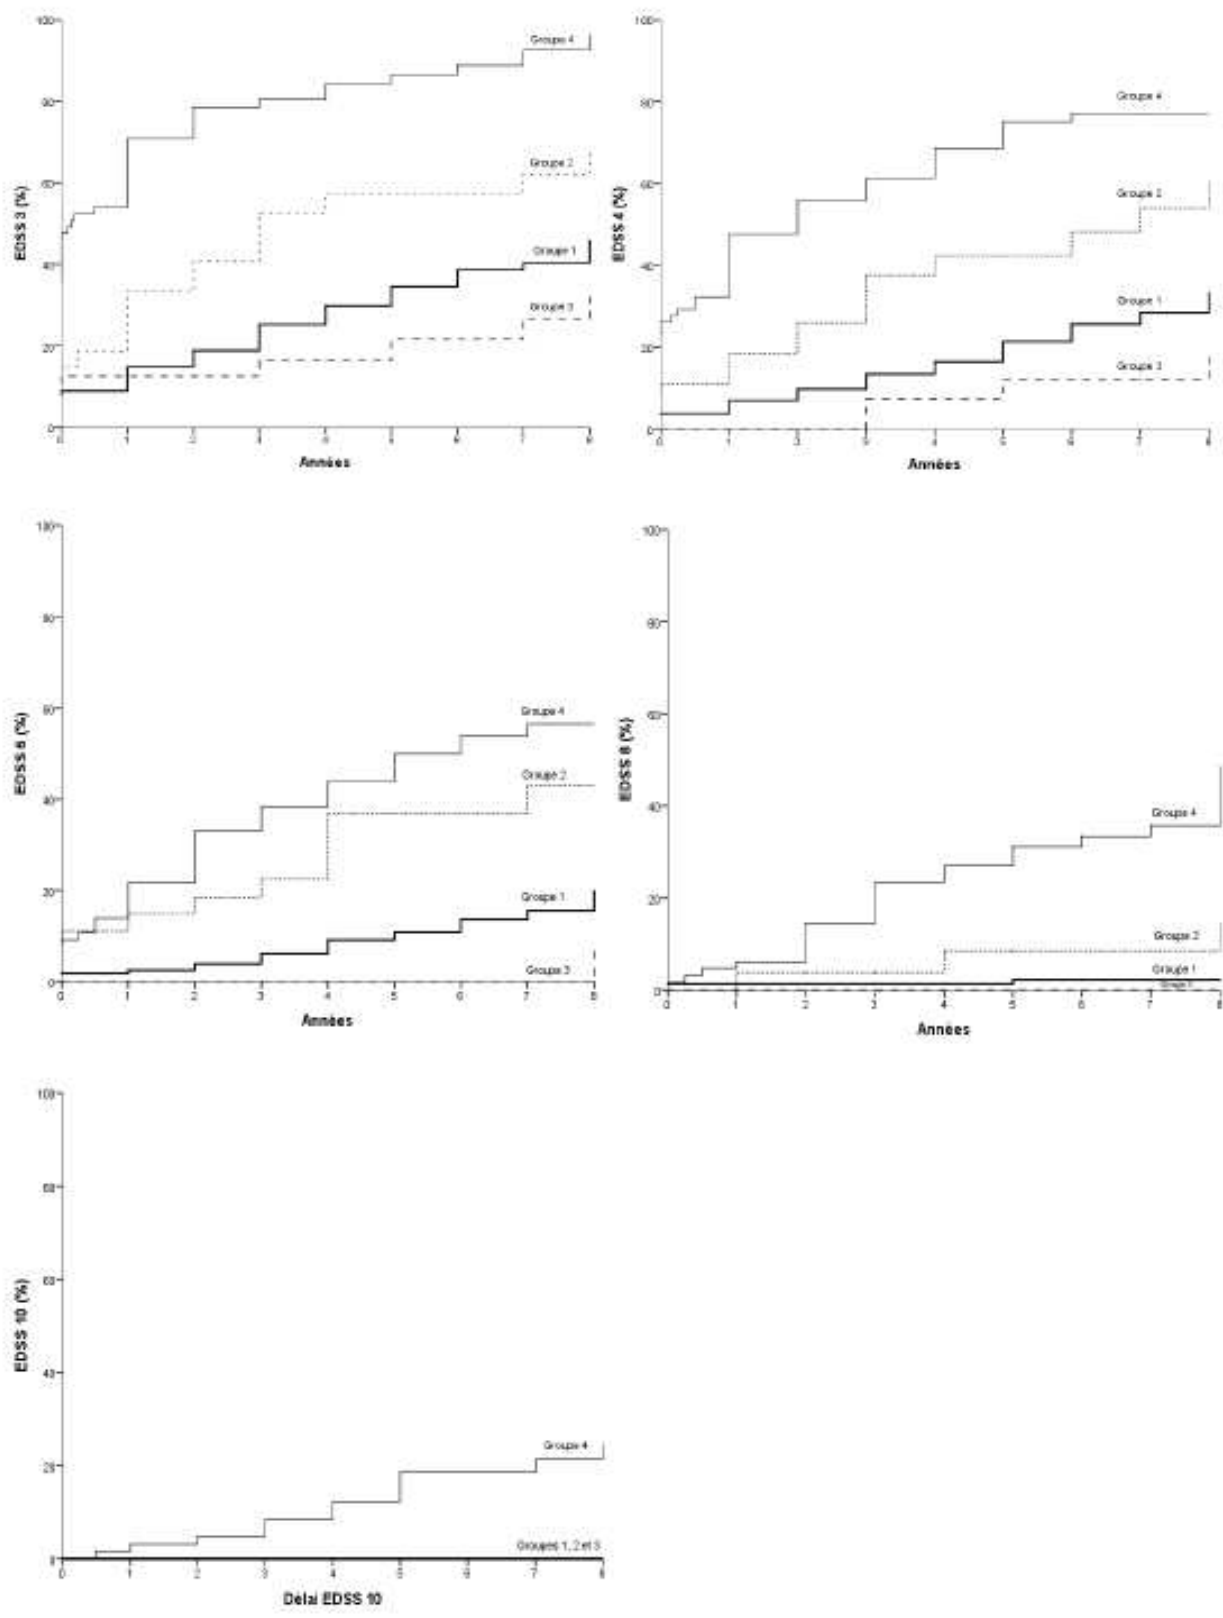 100
80
60
40
20
0
EDSS 3 (%)
Groupe 4
Groupe 2
Groupe 1
Groupe 3
0 1 2 3 4 5 6 7 8
Années
100
80
60
40
20
0
EDSS 4 (%)
Groupe 4
Groupe 2
Groupe 1
Groupe 3
0 1 2 3 4 5 6 7 8
Années
100
80
60
40
20
0
EDSS 6 (%)
Groupe 4
Groupe 2
Groupe 1
Groupe 3
0 1 2 3 4 5 6 7 8
Années
100
80
60
40
20
0
EDSS 8 (%)
Groupe 4
Groupe 2
Groupe 1
Groupe 3
0 1 2 3 4 5 6 7 8
Années
100
80
60
40
20
0
EDSS 10 (%)
Groupe 4
Groupes 1, 2 et 3
0 1 2 3 4 5 6 7 8
Délai EDSS 10